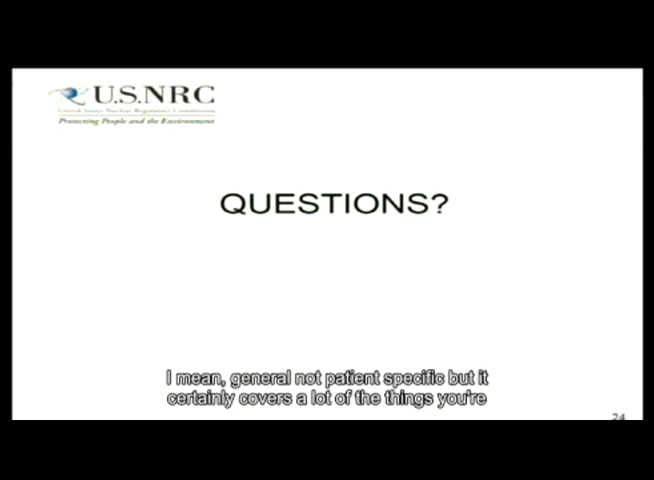 U.S.NRC
United States Nuclear Regulatory Commission
Protecting People and the Environment
QUESTIONS?
I mean, general not patient specific but it
certainly covers a lot of the things you're
24